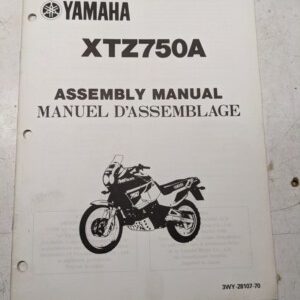 YAMAHA
XTZ750A
ASSEMBLY MANUAL
MANUEL D'ASSEMBLAGE
3WY-28107-70